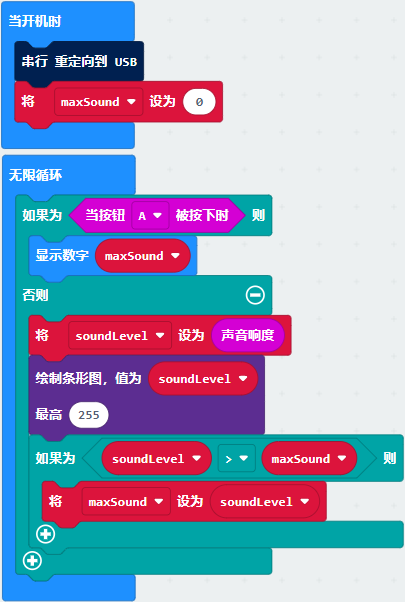 当开机时
串行 重定向到 USB
将 maxSound 设为 0
无限循环
如果为 当按钮 A 被按下时 则
显示数字 maxSound
否则
将 soundLevel 设为 声音响度
绘制条形图，值为 soundLevel
最高 255
如果为 soundLevel > maxSound 则
将 maxSound 设为 soundLevel